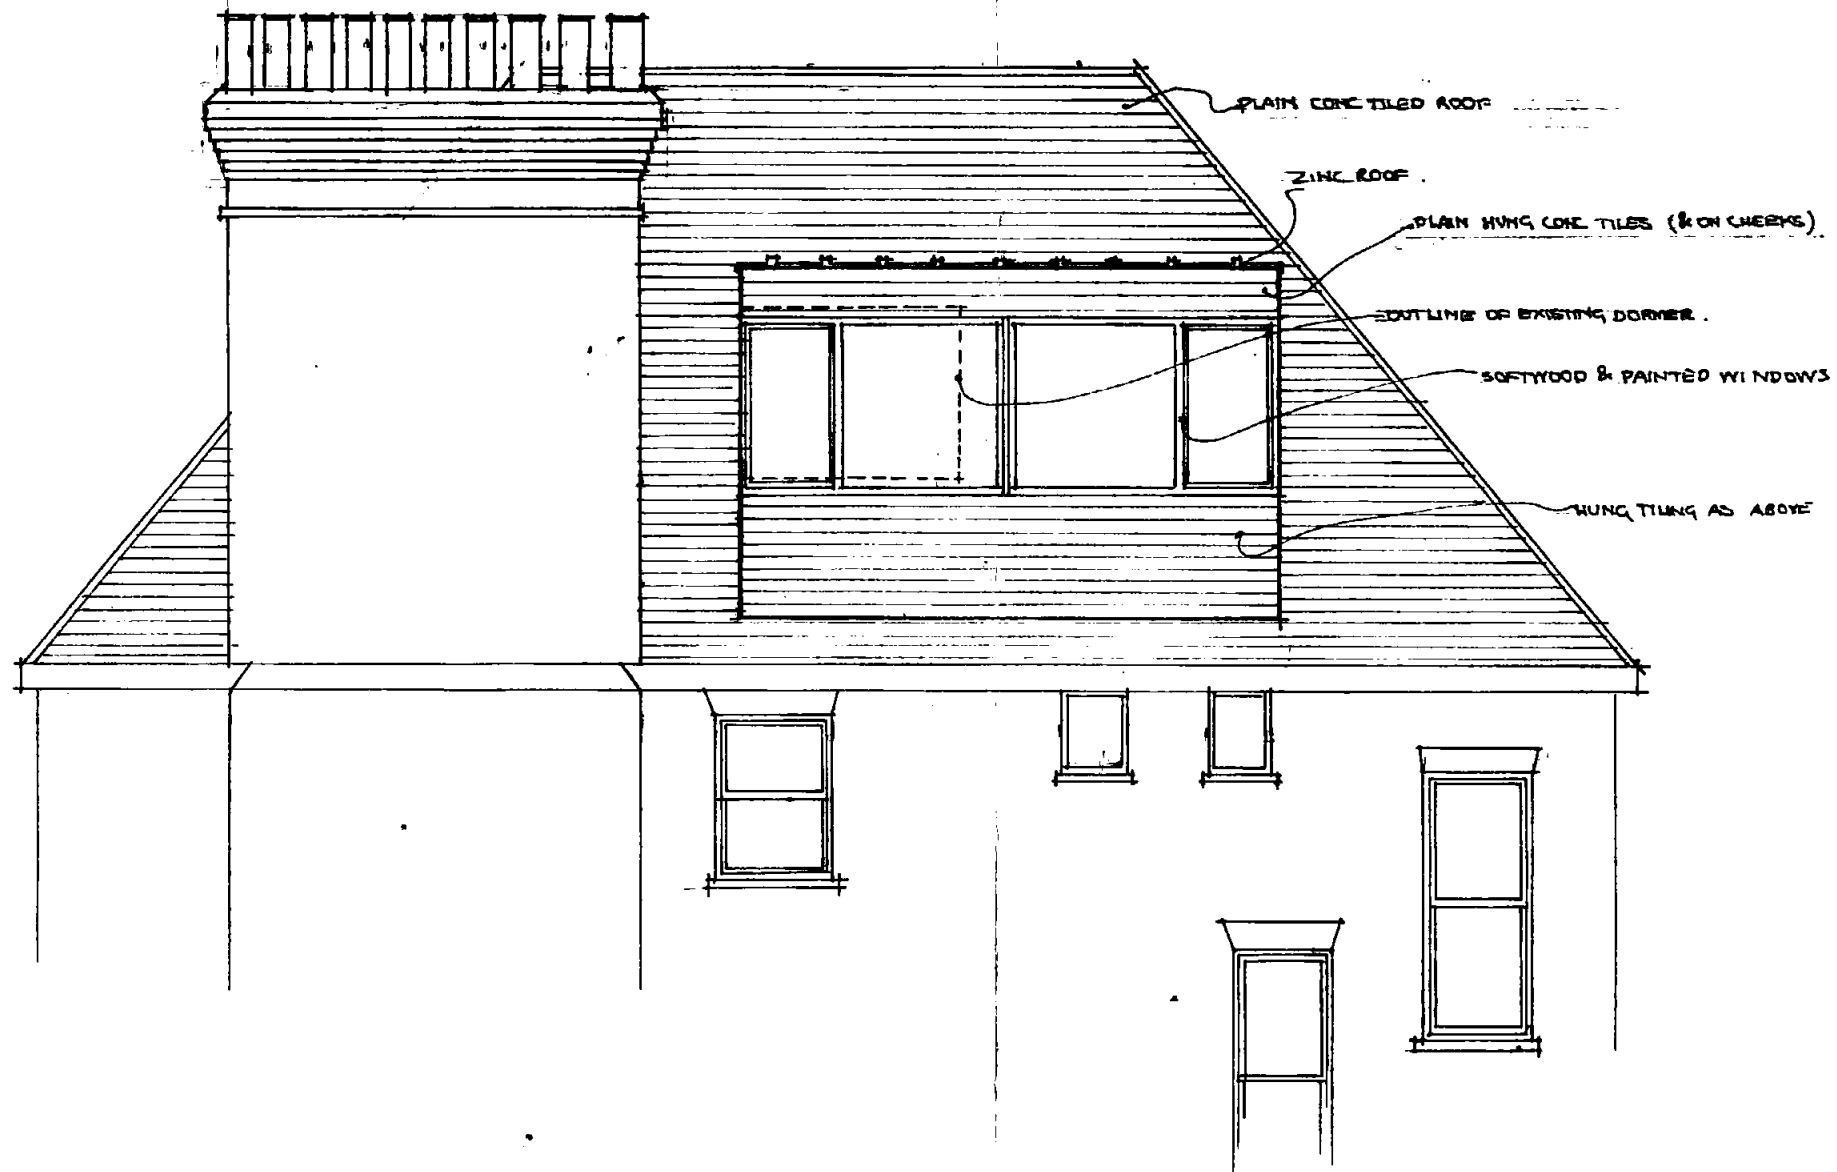 PLAIN CONC TILED ROOF
ZINC ROOF.
PLAIN HUNG CONC TILES (& ON CHEEKS)
OUTLINE OF EXISTING DORMER.
SOFTWOOD & PAINTED WINDOWS
HUNG TILING AS ABOVE